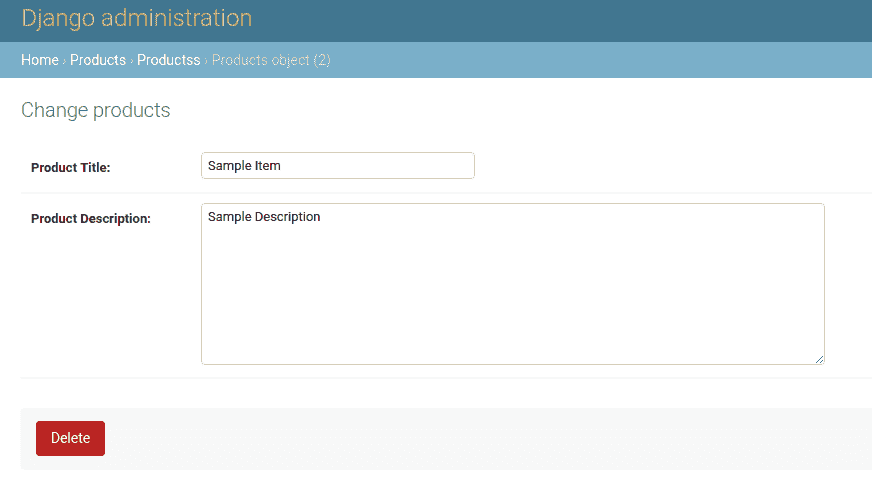 Django administration
Home › Products › Productss › Products object (2)
Change products
Product Title: Sample Item
Product Description: Sample Description
Delete